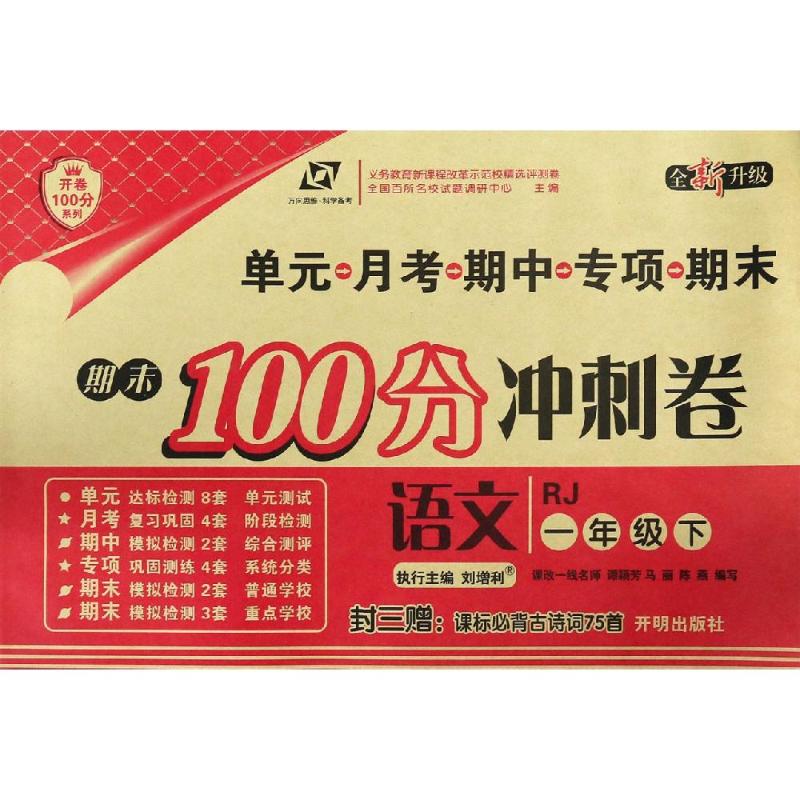 开卷
100分
系列
万向思维·科学备考
义务教育新课程改革示范校精选评测卷
全国百所名校试题调研中心 主编
全新升级
单元→月考→期中→专项→期末
期末
100分冲刺卷
● 单元 达标检测 8套 单元测试
★ 月考 复习巩固 4套 阶段检测
期中 模拟检测 2套 综合测评
★ 专项 巩固测练 4套 系统分类
期末 模拟检测 2套 普通学校
期末 模拟检测 3套 重点学校
语文
RJ
一年级下
执行主编 刘增利®
课改一线名师 谭颖芳 马丽 陈燕 编写
封三赠：课标必背古诗词75首
开明出版社